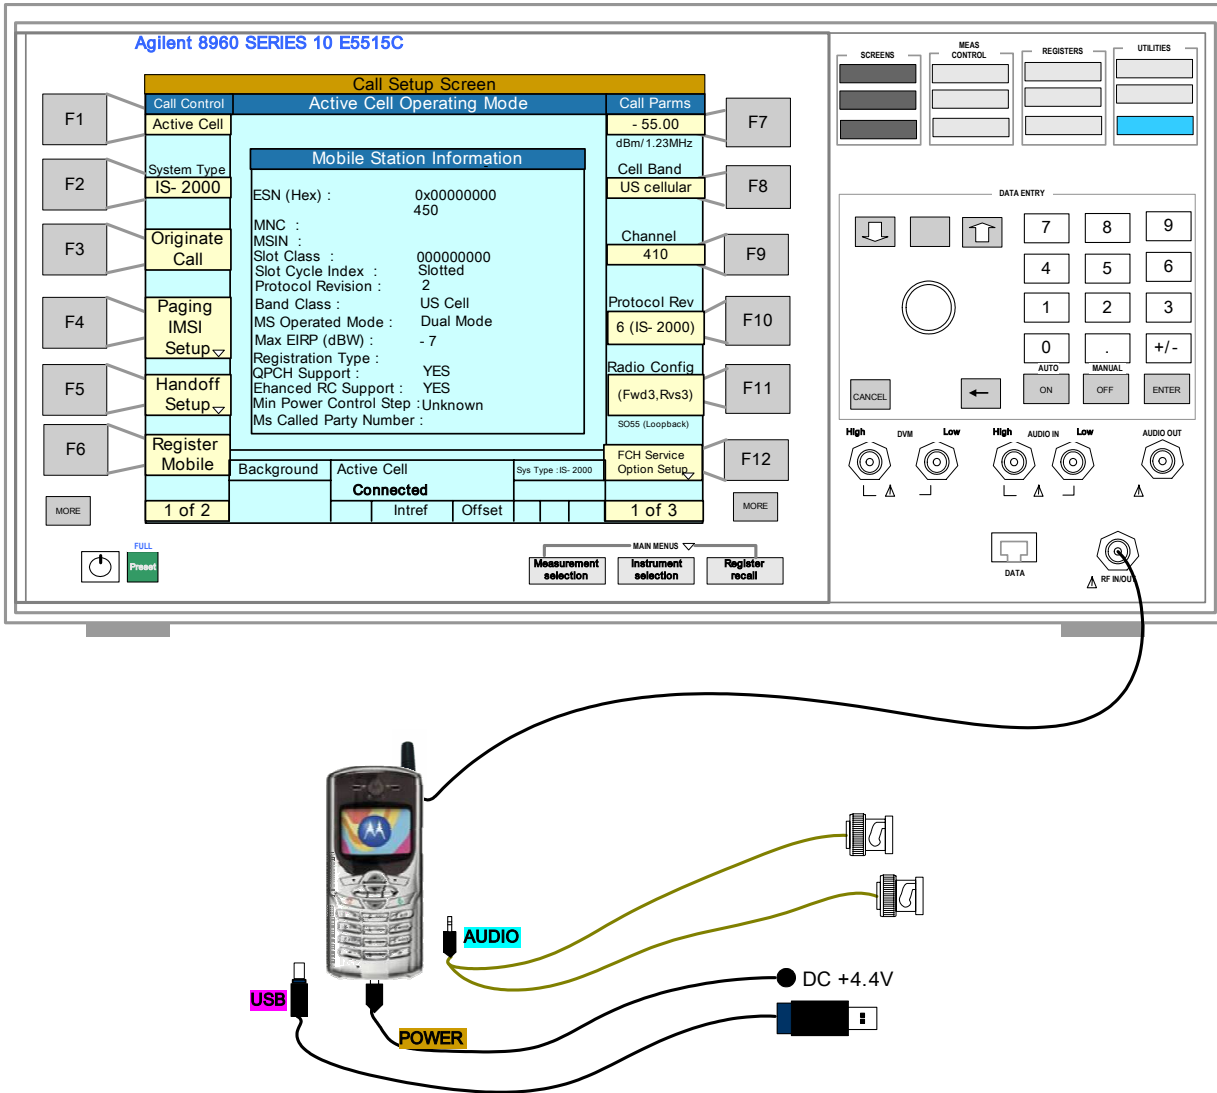 Agilent 8960 SERIES 10 E5515C
Call Setup Screen
Call Control
Active Cell Operating Mode
Call Parms
F1
Active Cell
- 55.00
F7
dBm/1.23MHz
Mobile Station Information
System Type
Cell Band
F2
IS- 2000
US cellular
F8
ESN (Hex) : 0x00000000
450
MNC :
MSIN :
Slot Class : 000000000
Slot Cycle Index : Slotted
Protocol Revision : 2
Band Class : US Cell
MS Operated Mode : Dual Mode
Max EIRP (dBW) : - 7
Registration Type :
QPCH Support : YES
Ehanced RC Support : YES
Min Power Control Step : Unknown
Ms Called Party Number :
F3
Originate
Call
Channel
410
F9
F4
Paging
IMSI
Setup
Protocol Rev
6 (IS- 2000)
F10
F5
Handoff
Setup
Radio Config
(Fwd3,Rvs3)
F11
SO55 (Loopback)
F6
Register
Mobile
FCH Service
Option Setup
F12
Background
Active Cell
Sys Type :IS- 2000
Connected
MORE
1 of 2
Intref
Offset
1 of 3
MORE
FULL
Preset
MAIN MENUS
Measurement
selection
Instrument
selection
Register
recall
SCREENS
MEAS
CONTROL
REGISTERS
UTILITIES
DATA ENTRY
7
8
9
4
5
6
1
2
3
0
.
+/-
AUTO
MANUAL
CANCEL
ON
OFF
ENTER
High
DVM
Low
High
AUDIO IN
Low
AUDIO OUT
DATA
RF IN/OUT
AUDIO
DC +4.4V
USB
POWER